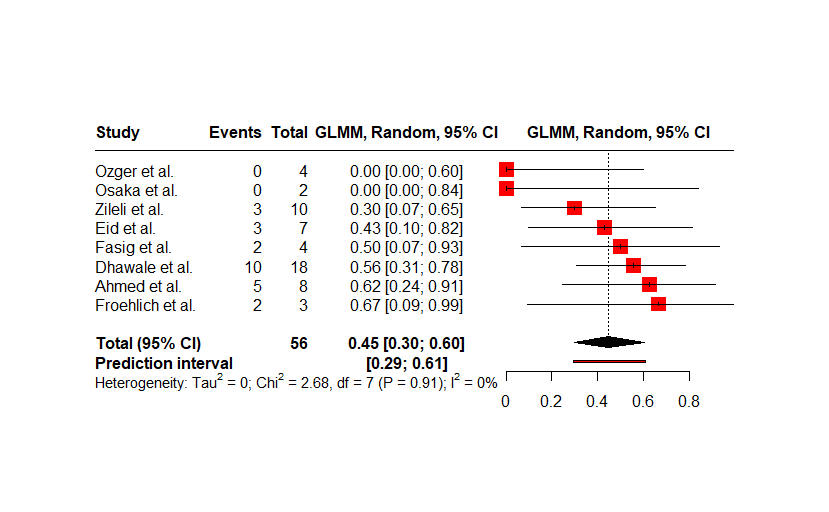 Study Events Total GLMM, Random, 95% CI GLMM, Random, 95% CI
Ozger et al. 0 4 0.00 [0.00; 0.60]
Osaka et al. 0 2 0.00 [0.00; 0.84]
Zileli et al. 3 10 0.30 [0.07; 0.65]
Eid et al. 3 7 0.43 [0.10; 0.82]
Fasig et al. 2 4 0.50 [0.07; 0.93]
Dhawale et al. 10 18 0.56 [0.31; 0.78]
Ahmed et al. 5 8 0.62 [0.24; 0.91]
Froehlich et al. 2 3 0.67 [0.09; 0.99]
Total (95% CI) 56 0.45 [0.30; 0.60]
Prediction interval [0.29; 0.61]
Heterogeneity: Tau² = 0; Chi² = 2.68, df = 7 (P = 0.91); I² = 0%
0 0.2 0.4 0.6 0.8